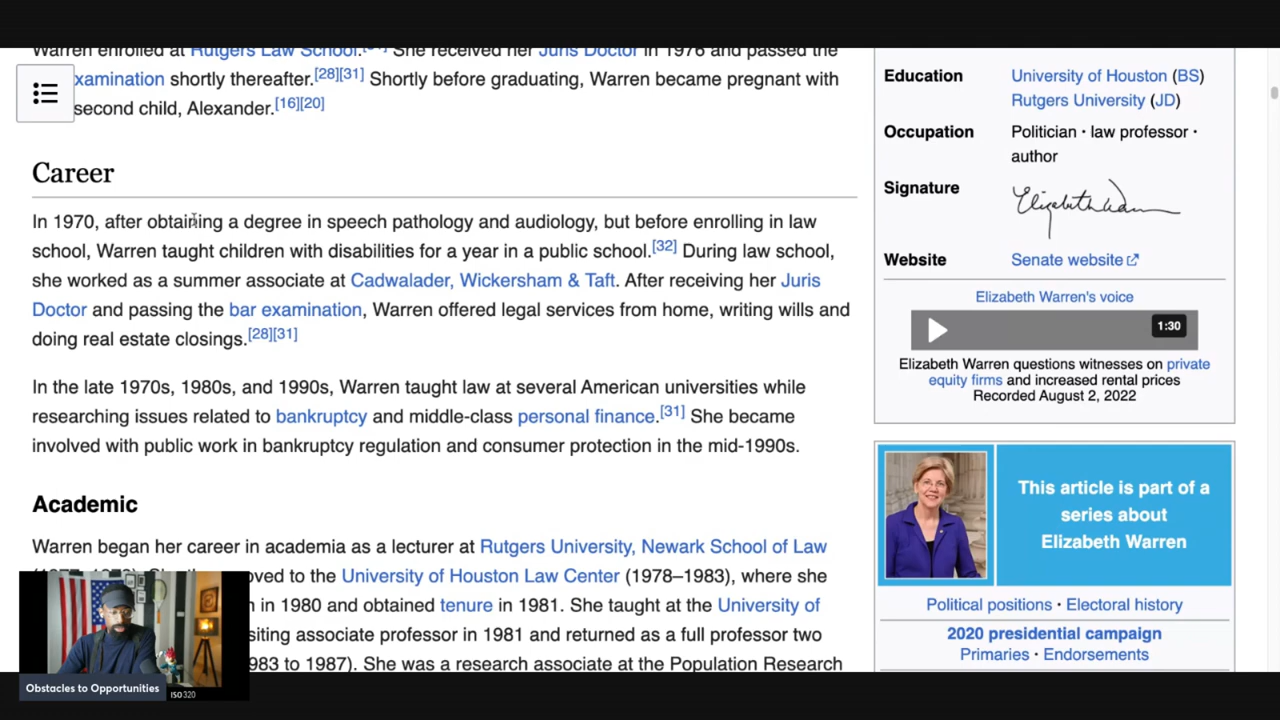 Warren enrolled at Rutgers Law School. She received her Juris Doctor in 1976 and passed the
xamination shortly thereafter.[28][31] Shortly before graduating, Warren became pregnant with
second child, Alexander.[16][20]
Career
In 1970, after obtaining a degree in speech pathology and audiology, but before enrolling in law
school, Warren taught children with disabilities for a year in a public school.[32] During law school,
she worked as a summer associate at Cadwalader, Wickersham & Taft. After receiving her Juris
Doctor and passing the bar examination, Warren offered legal services from home, writing wills and
doing real estate closings.[28][31]
In the late 1970s, 1980s, and 1990s, Warren taught law at several American universities while
researching issues related to bankruptcy and middle-class personal finance.[31] She became
involved with public work in bankruptcy regulation and consumer protection in the mid-1990s.
Academic
Warren began her career in academia as a lecturer at Rutgers University, Newark School of Law
oved to the University of Houston Law Center (1978–1983), where she
in 1980 and obtained tenure in 1981. She taught at the University of
siting associate professor in 1981 and returned as a full professor two
983 to 1987). She was a research associate at the Population Research
Education University of Houston (BS)
Rutgers University (JD)
Occupation Politician · law professor ·
author
Signature Elizabeth Warren
Website Senate website
Elizabeth Warren's voice
1:30
Elizabeth Warren questions witnesses on private
equity firms and increased rental prices
Recorded August 2, 2022
This article is part of a
series about
Elizabeth Warren
Political positions · Electoral history
2020 presidential campaign
Primaries · Endorsements
Obstacles to Opportunities
ISO320